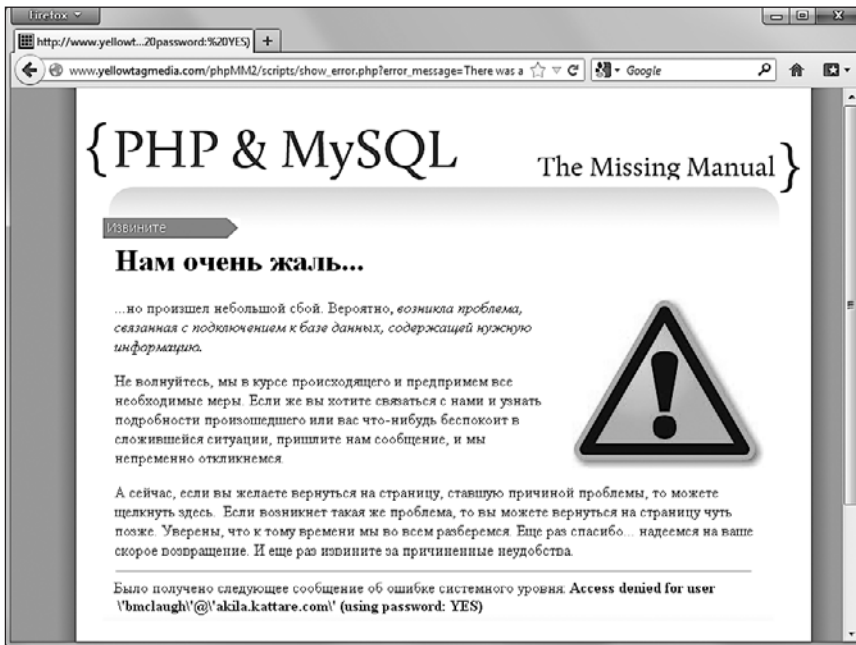 Firefox
http://www.yellowt...20password:%20YES)
+
www.yellowtagmedia.com/phpMM2/scripts/show_error.php?error_message=There was a
Google
{PHP & MySQL
The Missing Manual}
Извините
Нам очень жаль...
...но произшел небольшой сбой. Вероятно, возникла проблема,
связанная с подключением к базе данных, содержащей нужную
информацию.
Не волнуйтесь, мы в курсе происходящего и предпримем все
необходимые меры. Если же вы хотите связаться с нами и узнать
подробности произошедшего или вас что-нибудь беспокоит в
сложившейся ситуации, пришлите нам сообщение, и мы
непременно откликнемся.
А сейчас, если вы желаете вернуться на страницу, ставшую причиной проблемы, то можете
щелкнуть здесь. Если возникнет такая же проблема, то вы можете вернуться на страницу чуть
позже. Уверены, что к тому времени мы во всем разберемся. Еще раз спасибо... надеемся на ваше
скорое возвращение. И еще раз извините за причиненные неудобства.
Было получено следующее сообщение об ошибке системного уровня: Access denied for user
\'bmclaugh\'@\'akila.kattare.com\' (using password: YES)